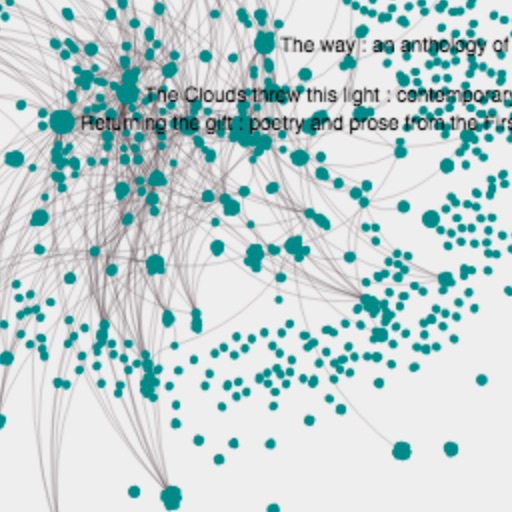 The way : an anthology of
The Clouds threw this light : contemporary
Returning the gift : poetry and prose from the Firs